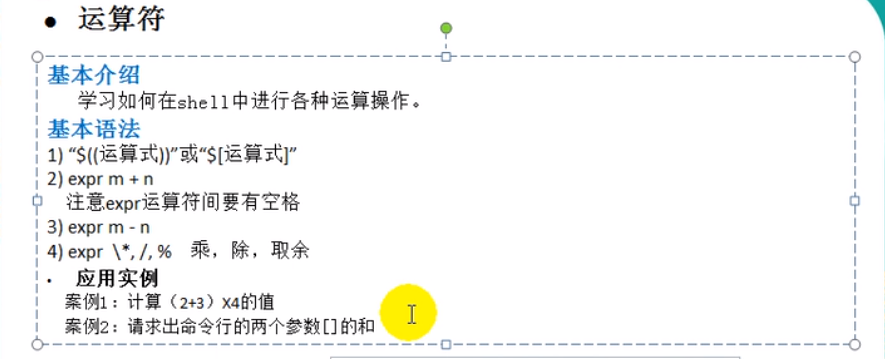 • 运算符
基本介绍
学习如何在shell中进行各种运算操作。
基本语法
1) “$((运算式))”或“$[运算式]”
2) expr m + n
注意expr运算符间要有空格
3) expr m - n
4) expr \*, /, % 乘，除，取余
• 应用实例
案例1：计算（2+3）X4的值
案例2：请求出命令行的两个参数[]的和